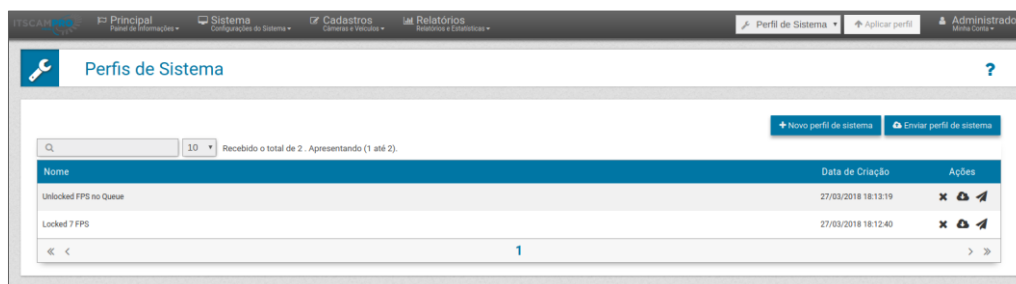 ITSCAMPRO
Principal
Painel de Informações
Sistema
Configurações do Sistema
Cadastros
Câmeras e Veículos
Relatórios
Relatórios e Estatísticas
Perfil de Sistema
Aplicar perfil
Administrado
Minha Conta
Perfis de Sistema
?
+ Novo perfil de sistema
Enviar perfil de sistema
10
Recebido o total de 2 . Apresentando (1 até 2).
Nome Data de Criação Ações
Unlocked FPS no Queue 27/03/2018 18:13:19
Locked 7 FPS 27/03/2018 18:12:40
« < 1 > »